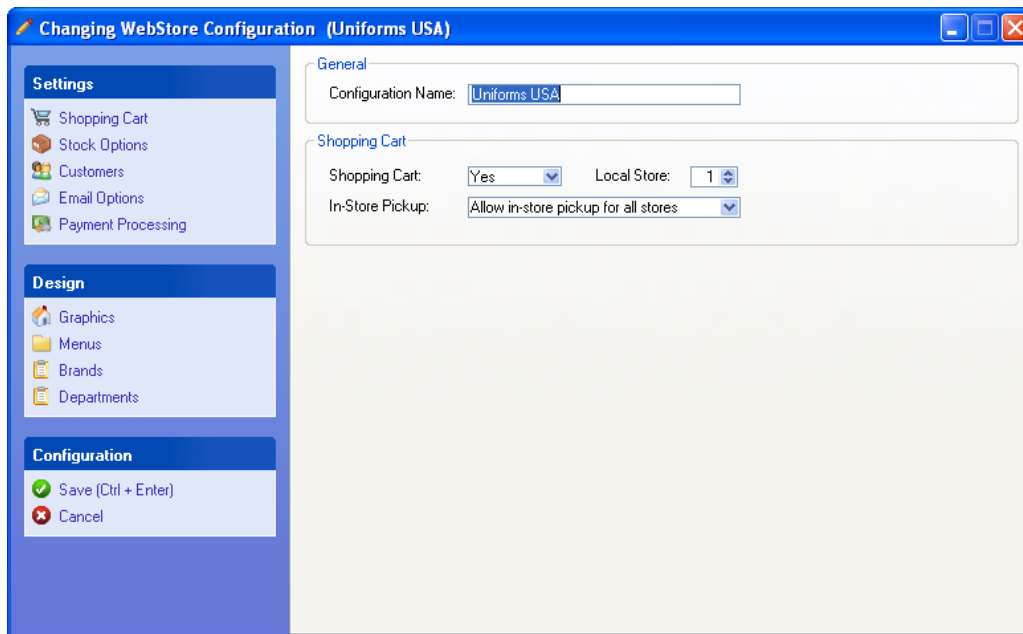 Changing WebStore Configuration (Uniforms USA)
Settings
Shopping Cart
Stock Options
Customers
Email Options
Payment Processing
Design
Graphics
Menus
Brands
Departments
Configuration
Save (Ctrl + Enter)
Cancel
General
Configuration Name: Uniforms USA
Shopping Cart
Shopping Cart: Yes Local Store: 1
In-Store Pickup: Allow in-store pickup for all stores